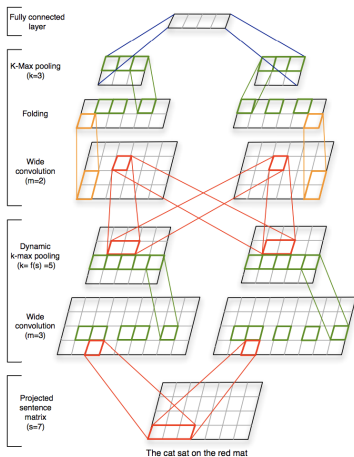 Fully connected
layer
K-Max pooling
(k=3)
Folding
Wide
convolution
(m=2)
Dynamic
k-max pooling
(k= f(s) =5)
Wide
convolution
(m=3)
Projected
sentence
matrix
(s=7)
The cat sat on the red mat